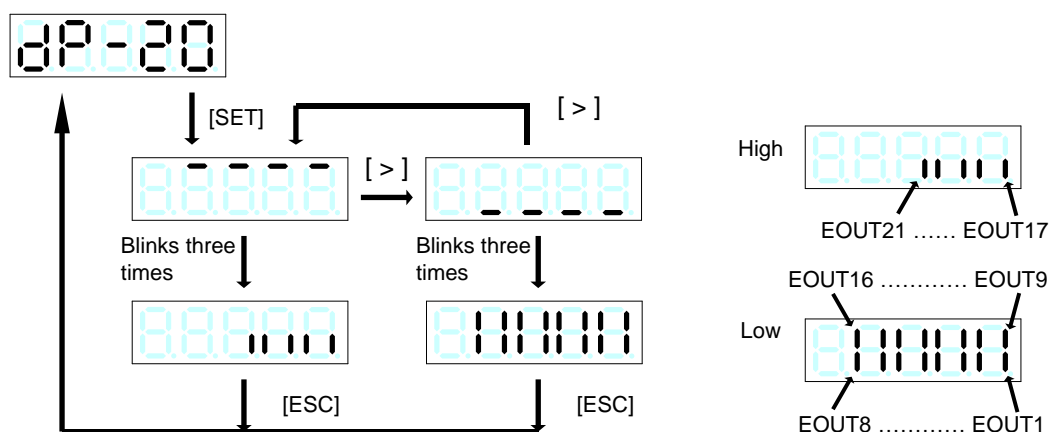 dP-20
[SET]
[ > ]
[ > ]
Blinks three
times
Blinks three
times
[ESC]
[ESC]
High
EOUT21 ...... EOUT17
EOUT16 ............ EOUT9
Low
EOUT8 ............ EOUT1